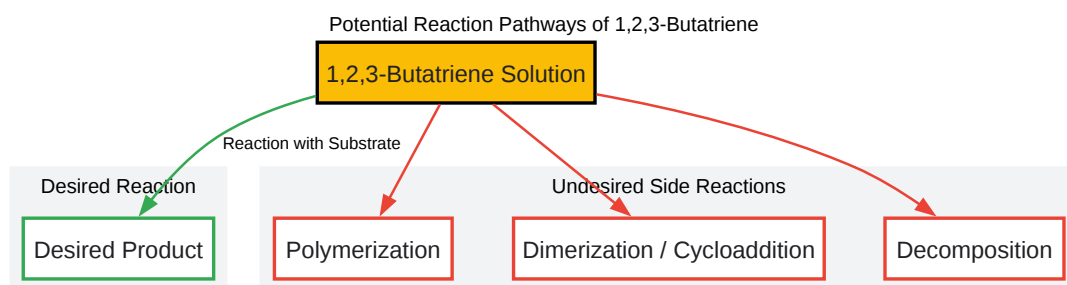 Potential Reaction Pathways of 1,2,3-Butatriene
1,2,3-Butatriene Solution
Reaction with Substrate
Desired Reaction
Undesired Side Reactions
Desired Product
Polymerization
Dimerization / Cycloaddition
Decomposition